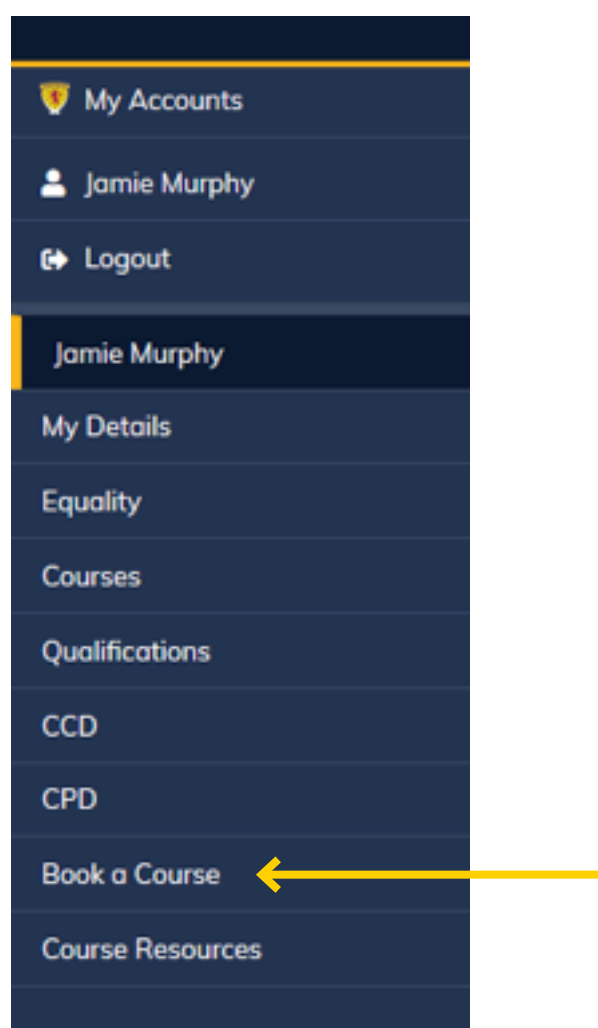 My Accounts
Jamie Murphy
Logout
Jamie Murphy
My Details
Equality
Courses
Qualifications
CCD
CPD
Book a Course
Course Resources